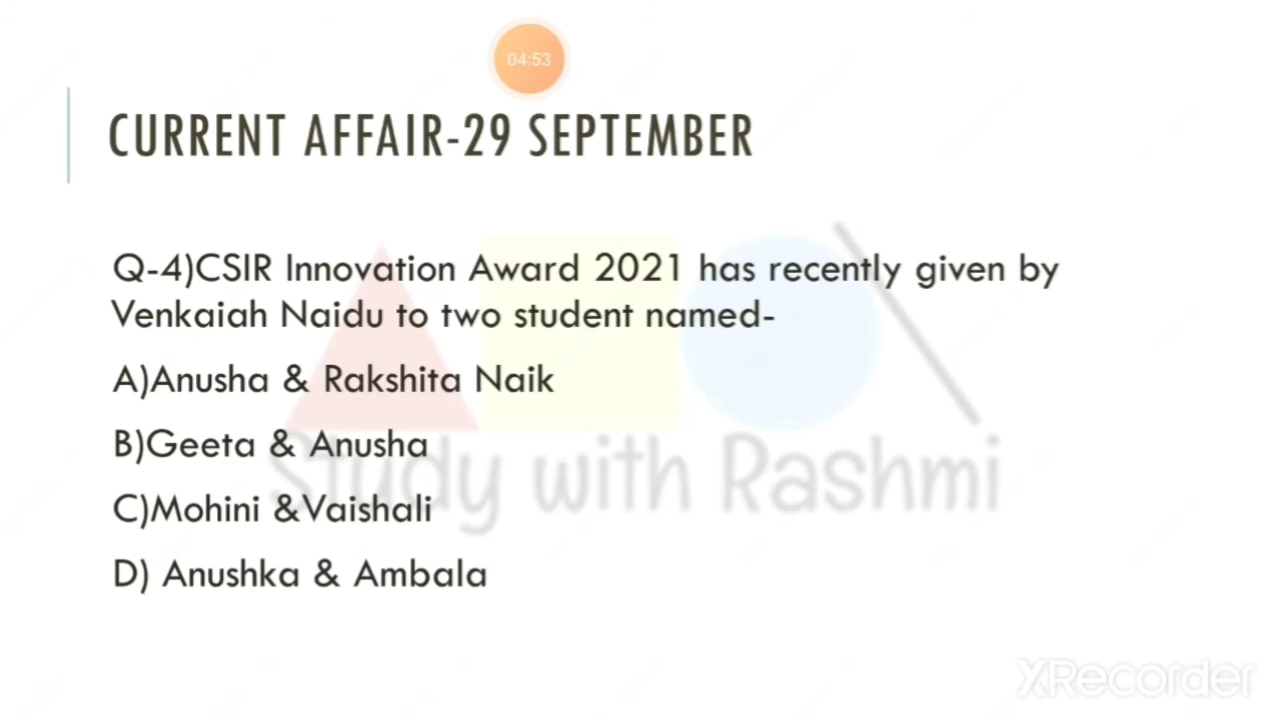 04:53
CURRENT AFFAIR-29 SEPTEMBER
Q-4)CSIR Innovation Award 2021 has recently given by
Venkaiah Naidu to two student named-
A)Anusha & Rakshita Naik
B)Geeta & Anusha
Study with Rashmi
C)Mohini &Vaishali
D) Anushka & Ambala
XRecorder